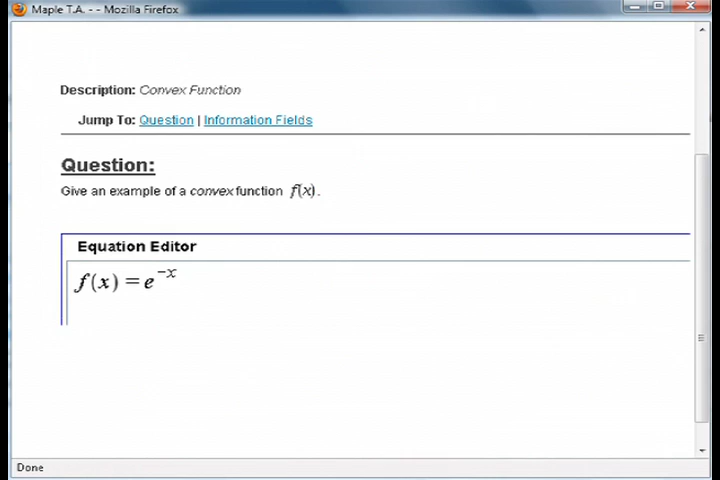 Maple T.A. - - Mozilla Firefox
Description: Convex Function
Jump To: Question | Information Fields
Question:
Give an example of a convex function f(x).
Equation Editor
f(x) = e^{-x}
Done